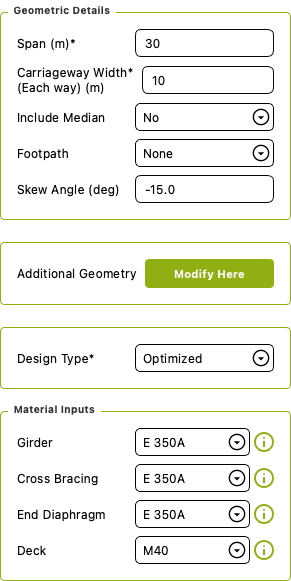 Geometric Details
Span (m)* 30
Carriageway Width*
(Each way) (m) 10
Include Median No
Footpath None
Skew Angle (deg) -15.0
Additional Geometry Modify Here
Design Type* Optimized
Material Inputs
Girder E 350A
Cross Bracing E 350A
End Diaphragm E 350A
Deck M40